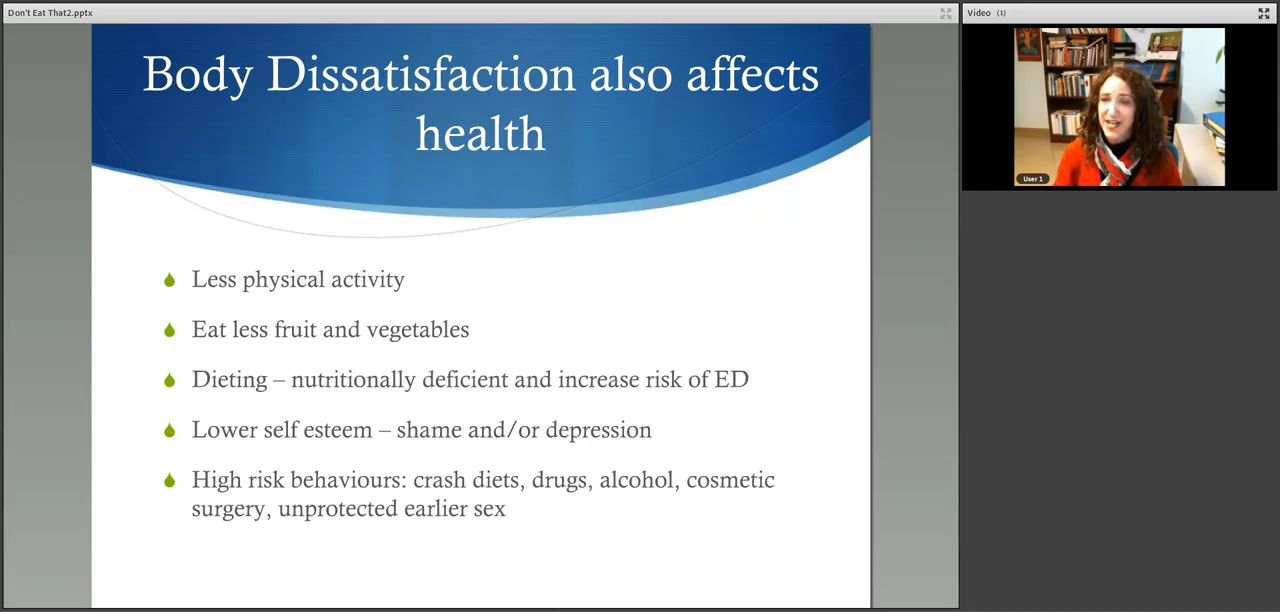 Don't Eat That2.pptx
Video (1)
Body Dissatisfaction also affects
health
User 1
Less physical activity
Eat less fruit and vegetables
Dieting – nutritionally deficient and increase risk of ED
Lower self esteem – shame and/or depression
High risk behaviours: crash diets, drugs, alcohol, cosmetic
surgery, unprotected earlier sex